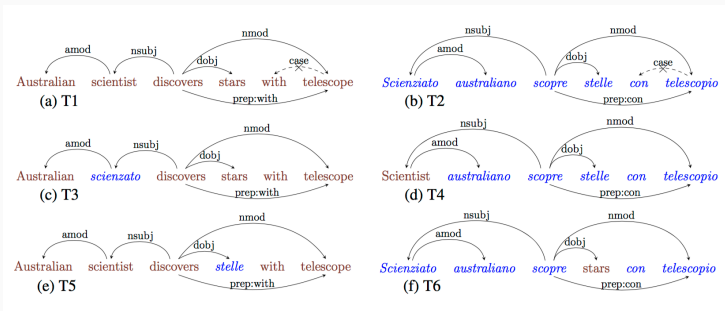 nmod
nsubj
amod
nsubj
dobj
case
Australian scientist discovers stars with telescope
prep:with
(a) T1
nsubj
nmod
amod
dobj
case
Scienziato australiano scopre stelle con telescopio
prep:con
(b) T2
nmod
amod
nsubj
dobj
Australian scienzato discovers stars with telescope
prep:with
(c) T3
nsubj
nmod
amod
dobj
Scientist australiano scopre stelle con telescopio
prep:con
(d) T4
nmod
amod
nsubj
dobj
Australian scientist discovers stelle with telescope
prep:with
(e) T5
nsubj
nmod
amod
dobj
Scienziato australiano scopre stars con telescopio
prep:con
(f) T6